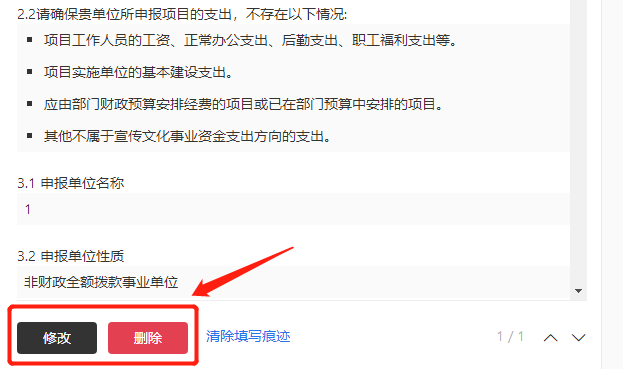 2.2请确保贵单位所申报项目的支出，不存在以下情况:
项目工作人员的工资、正常办公支出、后勤支出、职工福利支出等。
项目实施单位的基本建设支出。
应由部门财政预算安排经费的项目或已在部门预算中安排的项目。
其他不属于宣传文化事业资金支出方向的支出。
3.1 申报单位名称
1
3.2 申报单位性质
非财政全额拨款事业单位
修改 删除 清除填写痕迹 1 / 1